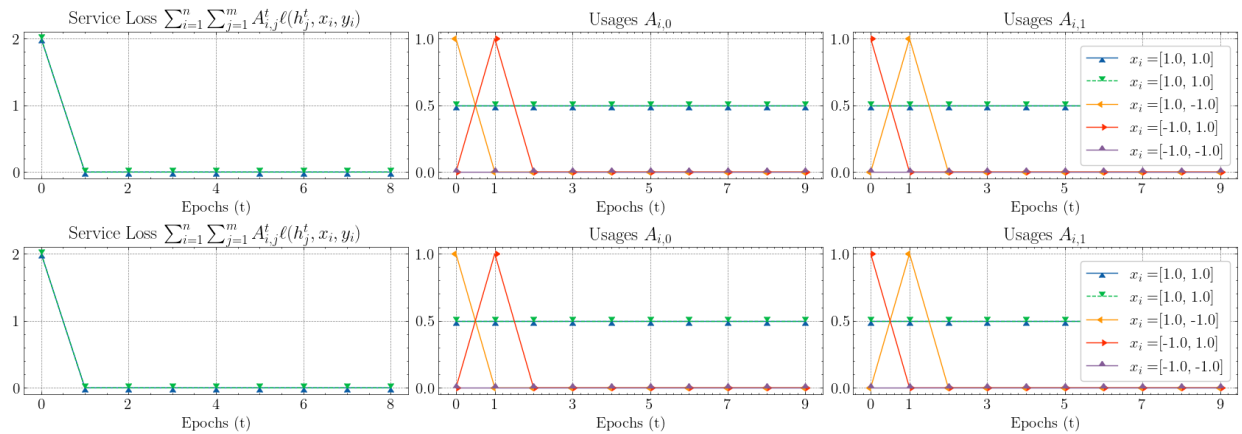 Service Loss $\sum_{i=1}^{n} \sum_{j=1}^{m} A_{i,j}^{t} \ell(h_j^t, x_i, y_i)$
2
1
0
0 2 4 6 8
Epochs (t)
Usages $A_{i,0}$
1.0
0.5
0.0
0 1 3 5 7 9
Epochs (t)
Usages $A_{i,1}$
1.0
0.5
0.0
0 1 3 5 7 9
Epochs (t)
$x_i$ =[1.0, 1.0]
$x_i$ =[1.0, 1.0]
$x_i$ =[1.0, -1.0]
$x_i$ =[-1.0, 1.0]
$x_i$ =[-1.0, -1.0]
Service Loss $\sum_{i=1}^{n} \sum_{j=1}^{m} A_{i,j}^{t} \ell(h_j^t, x_i, y_i)$
2
1
0
0 2 4 6 8
Epochs (t)
Usages $A_{i,0}$
1.0
0.5
0.0
0 1 3 5 7 9
Epochs (t)
Usages $A_{i,1}$
1.0
0.5
0.0
0 1 3 5 7 9
Epochs (t)
$x_i$ =[1.0, 1.0]
$x_i$ =[1.0, 1.0]
$x_i$ =[1.0, -1.0]
$x_i$ =[-1.0, 1.0]
$x_i$ =[-1.0, -1.0]